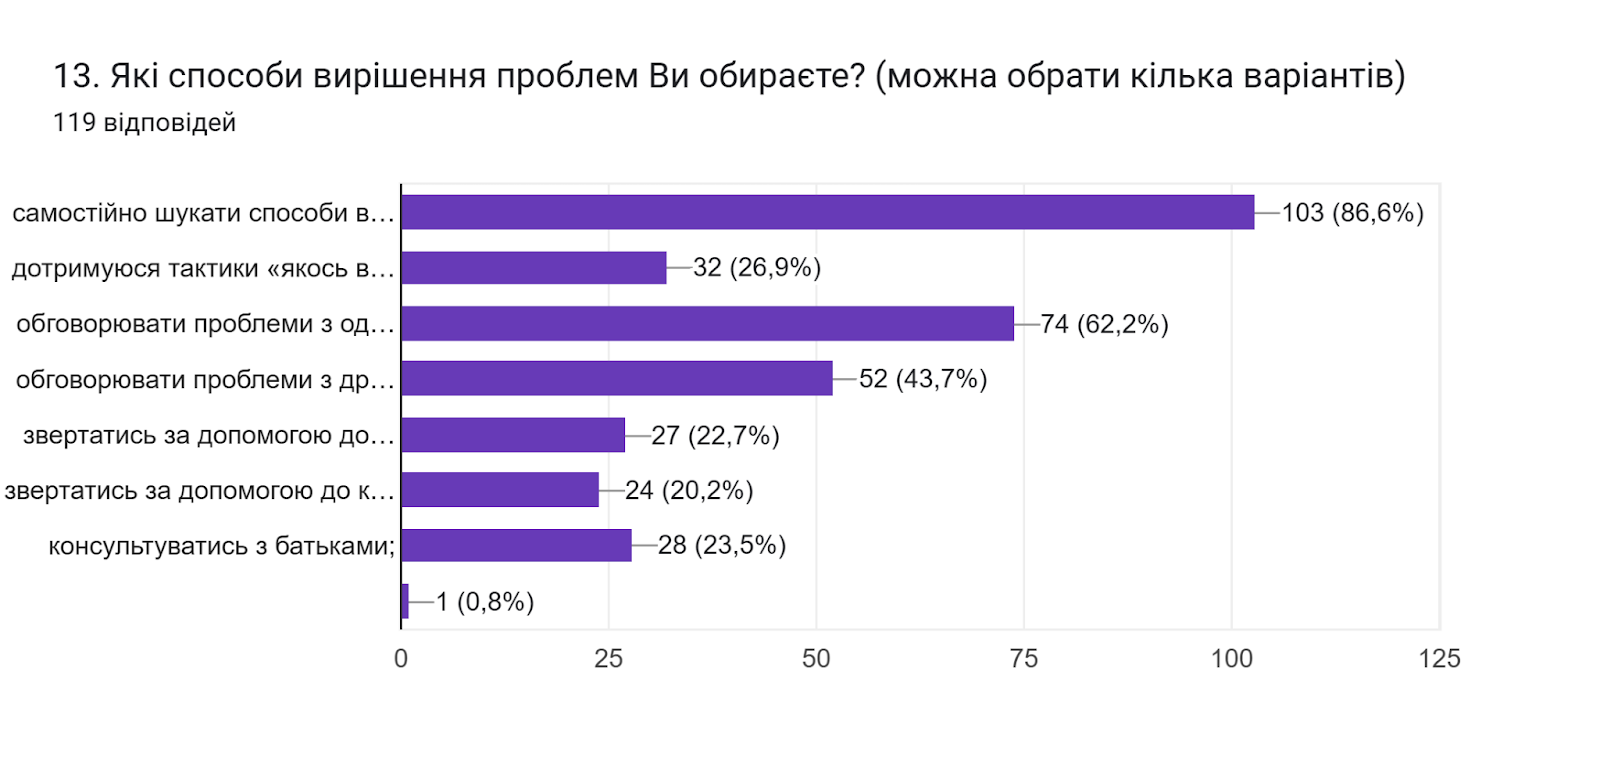 13. Які способи вирішення проблем Ви обираєте? (можна обрати кілька варіантів)
119 відповідей
самостійно шукати способи в…
103 (86,6%)
дотримуюся тактики «якось в…
32 (26,9%)
обговорювати проблеми з од…
74 (62,2%)
обговорювати проблеми з др…
52 (43,7%)
звертатись за допомогою до…
27 (22,7%)
звертатись за допомогою до к…
24 (20,2%)
консультуватись з батьками;
28 (23,5%)
1 (0,8%)
0 25 50 75 100 125